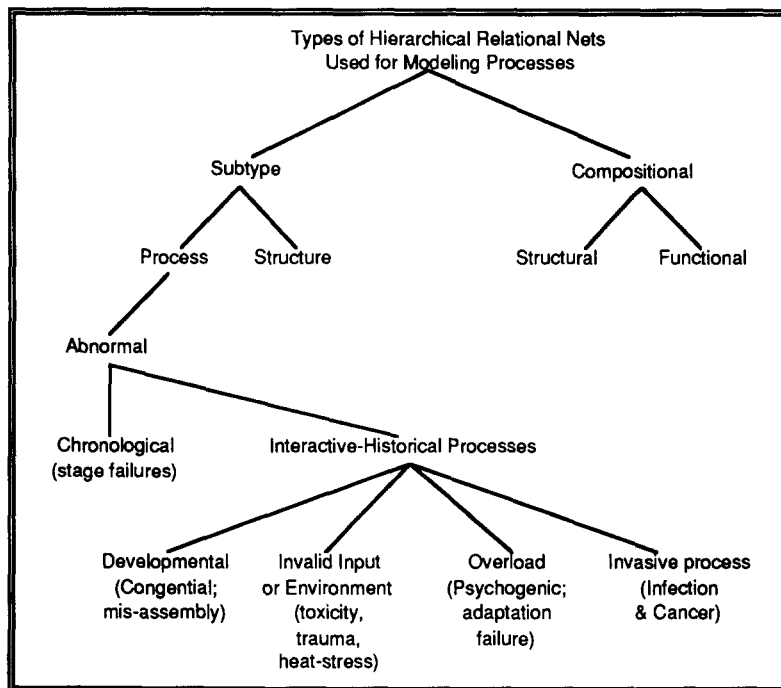 Types of Hierarchical Relational Nets
Used for Modeling Processes
Subtype
Compositional
Process
Structure
Structural
Functional
Abnormal
Chronological
(stage failures)
Interactive-Historical Processes
Developmental
(Congential;
mis-assembly)
Invalid Input
or Environment
(toxicity,
trauma,
heat-stress)
Overload
(Psychogenic;
adaptation
failure)
Invasive process
(Infection
& Cancer)